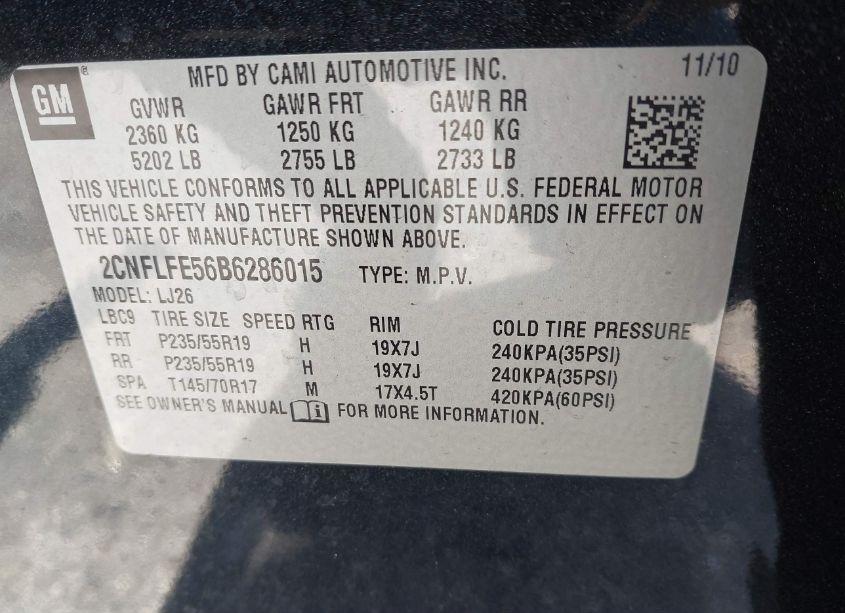 GM ®
MFD BY CAMI AUTOMOTIVE INC. 11/10
GVWR GAWR FRT GAWR RR
2360 KG 1250 KG 1240 KG
5202 LB 2755 LB 2733 LB
THIS VEHICLE CONFORMS TO ALL APPLICABLE U.S. FEDERAL MOTOR
VEHICLE SAFETY AND THEFT PREVENTION STANDARDS IN EFFECT ON
THE DATE OF MANUFACTURE SHOWN ABOVE.
2CNFLFE56B6286015 TYPE: M.P.V.
MODEL: LJ26
LBC9 TIRE SIZE SPEED RTG RIM COLD TIRE PRESSURE
FRT P235/55R19 H 19X7J 240KPA(35PSI)
RR P235/55R19 H 19X7J 240KPA(35PSI)
SPA T145/70R17 M 17X4.5T 420KPA(60PSI)
SEE OWNER'S MANUAL FOR MORE INFORMATION.